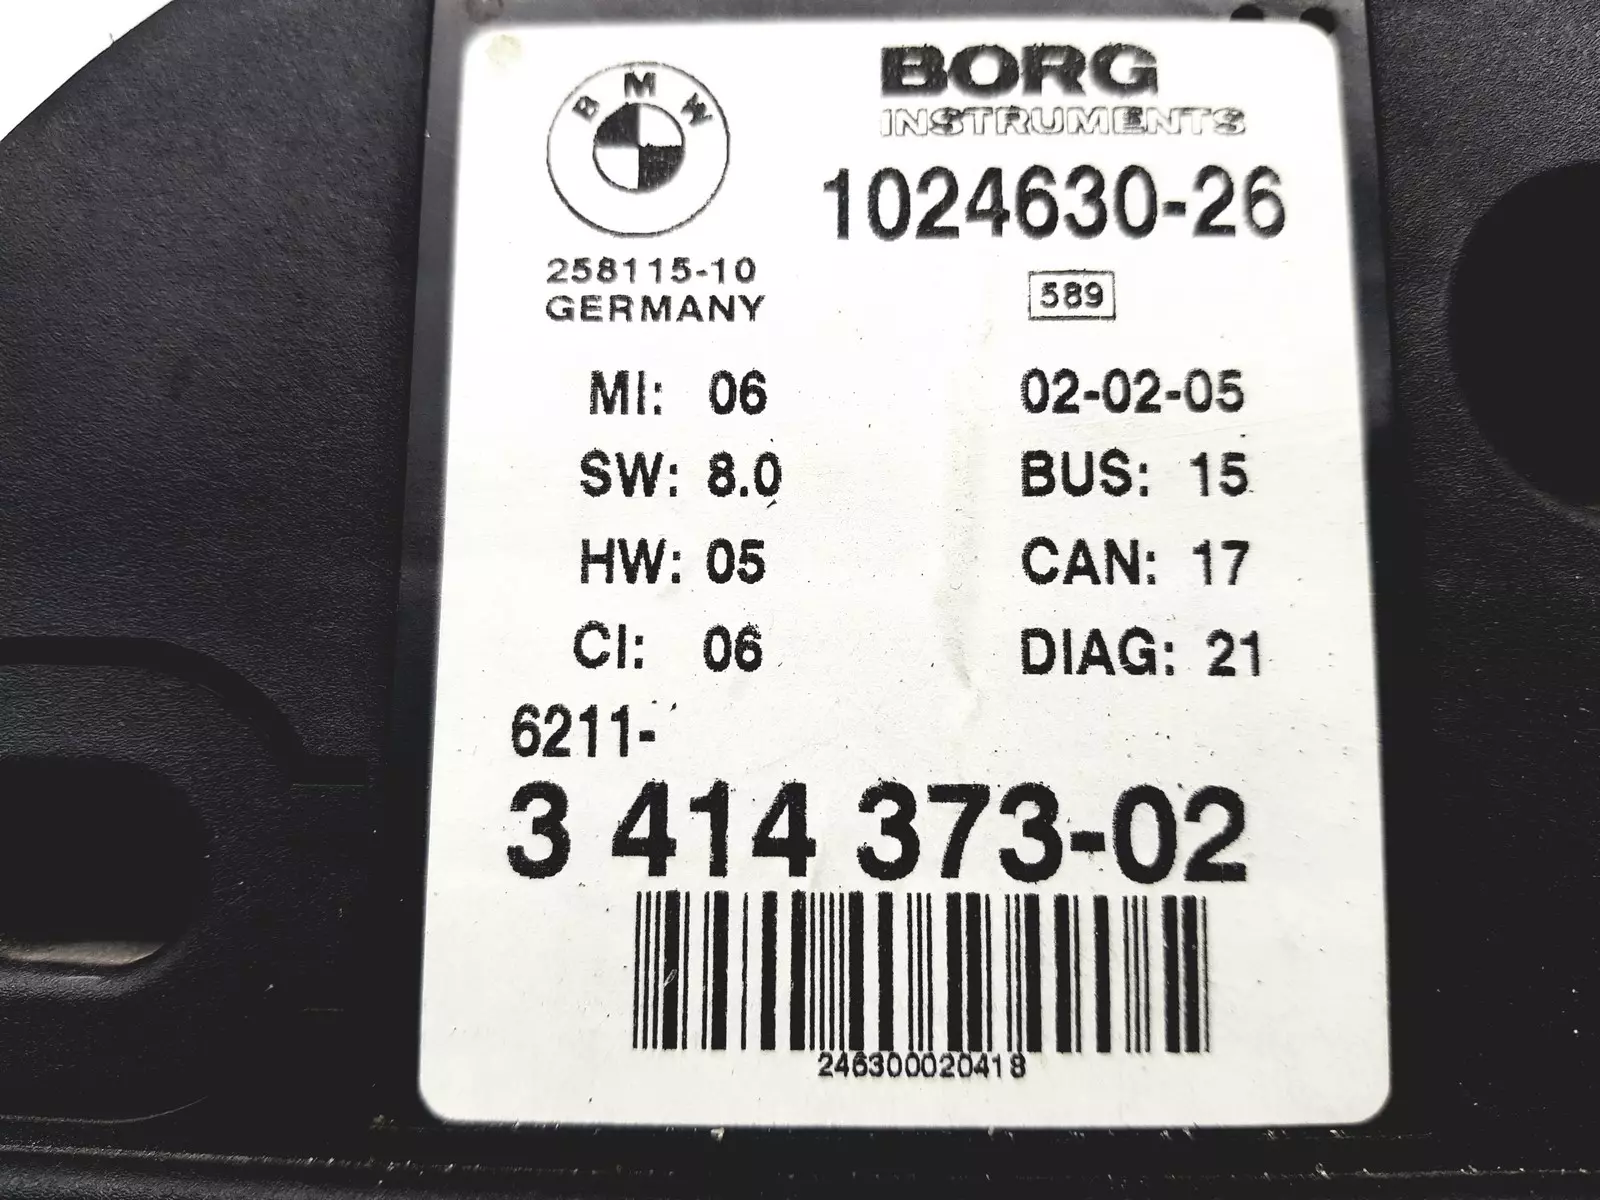 BMW
BORG
INSTRUMENTS
1024630-26
258115-10
GERMANY
589
MI: 06
02-02-05
SW: 8.0
BUS: 15
HW: 05
CAN: 17
CI: 06
DIAG: 21
6211-
3 414 373-02
246300020418